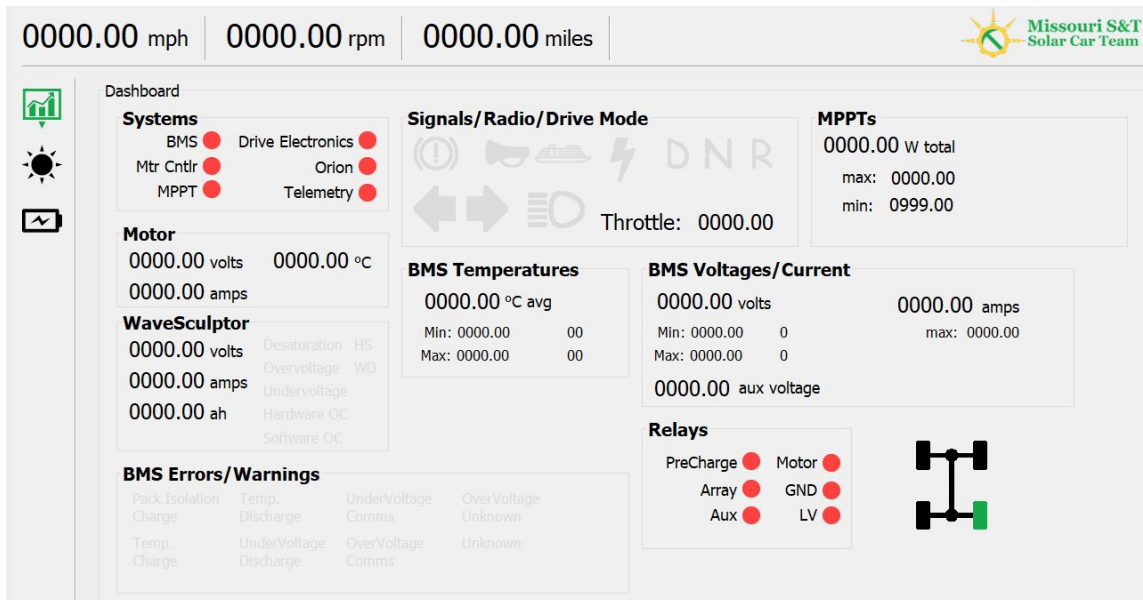 0000.00 mph 0000.00 rpm 0000.00 miles
Missouri S&T
Solar Car Team
Dashboard
Systems
BMS Drive Electronics
Mtr Cntlr Orion
MPPT Telemetry
Signals/Radio/Drive Mode
D N R
Throttle: 0000.00
MPPTs
0000.00 W total
max: 0000.00
min: 0999.00
Motor
0000.00 volts 0000.00 ºC
0000.00 amps
WaveSculptor
0000.00 volts
0000.00 amps
0000.00 ah
Desaturation HS
Overvoltage WD
Undervoltage
Hardware OC
Software OC
BMS Temperatures
0000.00 ºC avg
Min: 0000.00 00
Max: 0000.00 00
BMS Voltages/Current
0000.00 volts 0000.00 amps
Min: 0000.00 0 max: 0000.00
Max: 0000.00 0
0000.00 aux voltage
BMS Errors/Warnings
Pack Isolation Temp. UnderVoltage OverVoltage
Charge Discharge Comms Unknown
Temp. UnderVoltage OverVoltage Unknown
Charge Discharge Comms
Relays
PreCharge Motor
Array GND
Aux LV